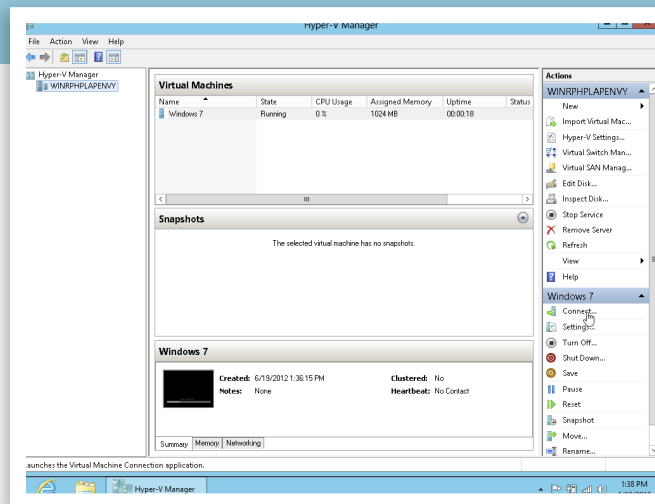 Hyper-V Manager
File Action View Help
Hyper-V Manager
WINRPHPLAPENVY
Virtual Machines
Name State CPU Usage Assigned Memory Uptime Status
Windows 7 Running 0 % 1024 MB 00:00:18
Snapshots
The selected virtual machine has no snapshots.
Windows 7
Created: 6/19/2012 1:36:15 PM Clustered: No
Notes: None Heartbeat: No Contact
Summary Memory Networking
Actions
WINRPHPLAPENVY
New
Import Virtual Mac...
Hyper-V Settings...
Virtual Switch Man...
Virtual SAN Manag...
Edit Disk...
Inspect Disk...
Stop Service
Remove Server
Refresh
View
Help
Windows 7
Connect...
Settings...
Turn Off...
Shut Down...
Save
Pause
Reset
Snapshot
Move...
Rename...
aunches the Virtual Machine Connection application.
Hyper-V Manager
1:38 PM